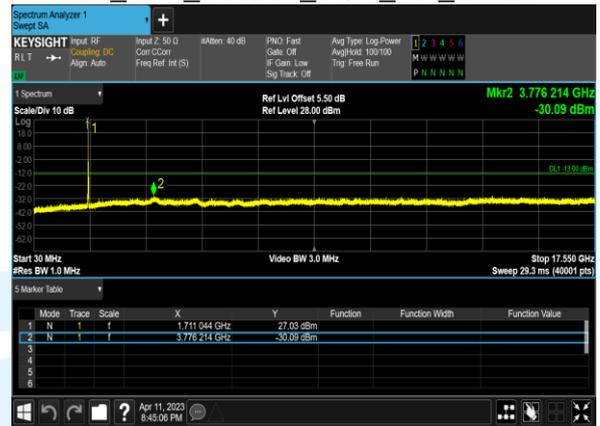 Spectrum Analyzer 1
Swept SA
+
KEYSIGHT Input: RF Input Z: 50 Ω #Atten: 40 dB PNO: Fast Avg Type: Log-Power 1 2 3 4 5 6
RLT Coupling: DC Corr CCorr Gate: Off Avg|Hold: 100/100 M W W W W W
Align: Auto Freq Ref: Int (S) IF Gain: Low Trig: Free Run
Sig Track: Off P N N N N N
1 Spectrum
Ref Lvl Offset 5.50 dB Mkr2 3.776 214 GHz
Scale/Div 10 dB Ref Level 28.00 dBm -30.09 dBm
Log
1
18.0
8.00
-2.00
DL1 -13.00 dBm
-12.0
2
-22.0
-32.0
-42.0
-52.0
-62.0
Start 30 MHz Video BW 3.0 MHz Stop 17.550 GHz
#Res BW 1.0 MHz Sweep 29.3 ms (40001 pts)
5 Marker Table
Mode Trace Scale X Y Function Function Width Function Value
1 N 1 f 1.711 044 GHz 27.03 dBm
2 N 1 f 3.776 214 GHz -30.09 dBm
3
4
5
6
? Apr 11, 2023
8:45:06 PM